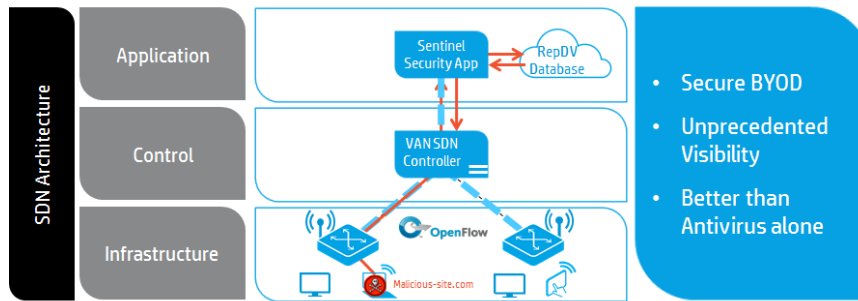 SDN Architecture
Application
Sentinel
Security App
RepDV
Database
Control
VAN SDN
Controller
Infrastructure
OpenFlow
Malicious-site.com
• Secure BYOD
• Unprecedented
Visibility
• Better than
Antivirus alone